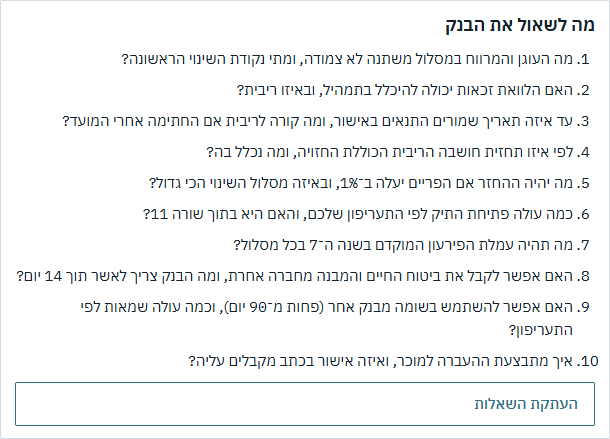 מה לשאול את הבנק
1. מה העוגן והמרווח במסלול משתנה לא צמודה, ומתי נקודת השינוי הראשונה?
2. האם הלוואת זכאות יכולה להיכלל בתמהיל, ובאיזו ריבית?
3. עד איזה תאריך שמורים התנאים באישור, ומה קורה לריבית אם החתימה אחרי המועד?
4. לפי איזו תחזית חושבה הריבית הכוללת החזויה, ומה נכלל בה?
5. מה יהיה ההחזר אם הפריים יעלה ב־1%, ובאיזה מסלול השינוי הכי גדול?
6. כמה עולה פתיחת התיק לפי התעריפון שלכם, והאם היא בתוך שורה 11?
7. מה תהיה עמלת הפירעון המוקדם בשנה ה־7 בכל מסלול?
8. האם אפשר לקבל את ביטוח החיים והמבנה מחברה אחרת, ומה הבנק צריך לאשר תוך 14 יום?
9. האם אפשר להשתמש בשומה מבנק אחר (פחות מ־90 יום), וכמה עולה שמאות לפי
התעריפון?
10. איך מתבצעת ההעברה למוכר, ואיזה אישור בכתב מקבלים עליה?
העתקת השאלות